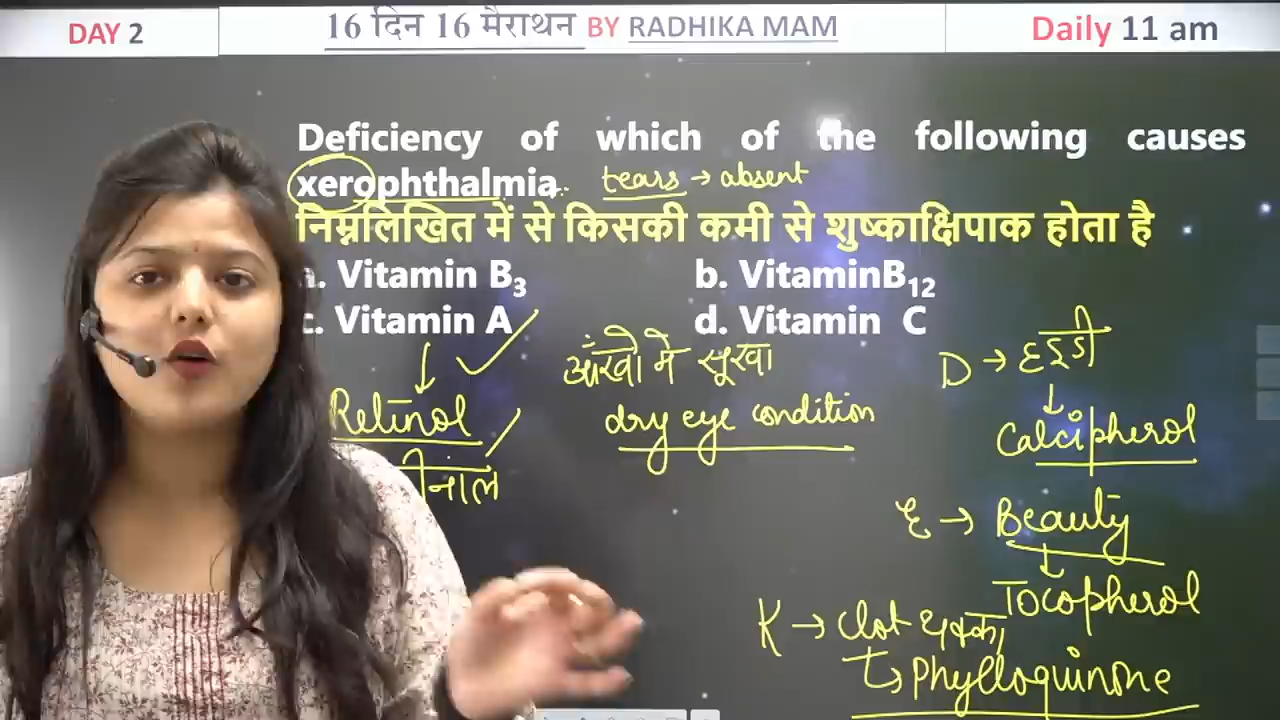 DAY 2
16 दिन 16 मैराथन BY RADHIKA MAM
Daily 11 am
Deficiency of which of the following causes
xerophthalmia.. tears → absent
निम्नलिखित में से किसकी कमी से शुष्काक्षिपाक होता है
a. Vitamin B3
b. VitaminB12
c. Vitamin A
d. Vitamin C
आँखो मे सूखा
D → हड्डी
Retinol
dry eye condition
Calcipherol
E → Beauty
Tocopherol
K → Clot थक्का
Phylloquinone